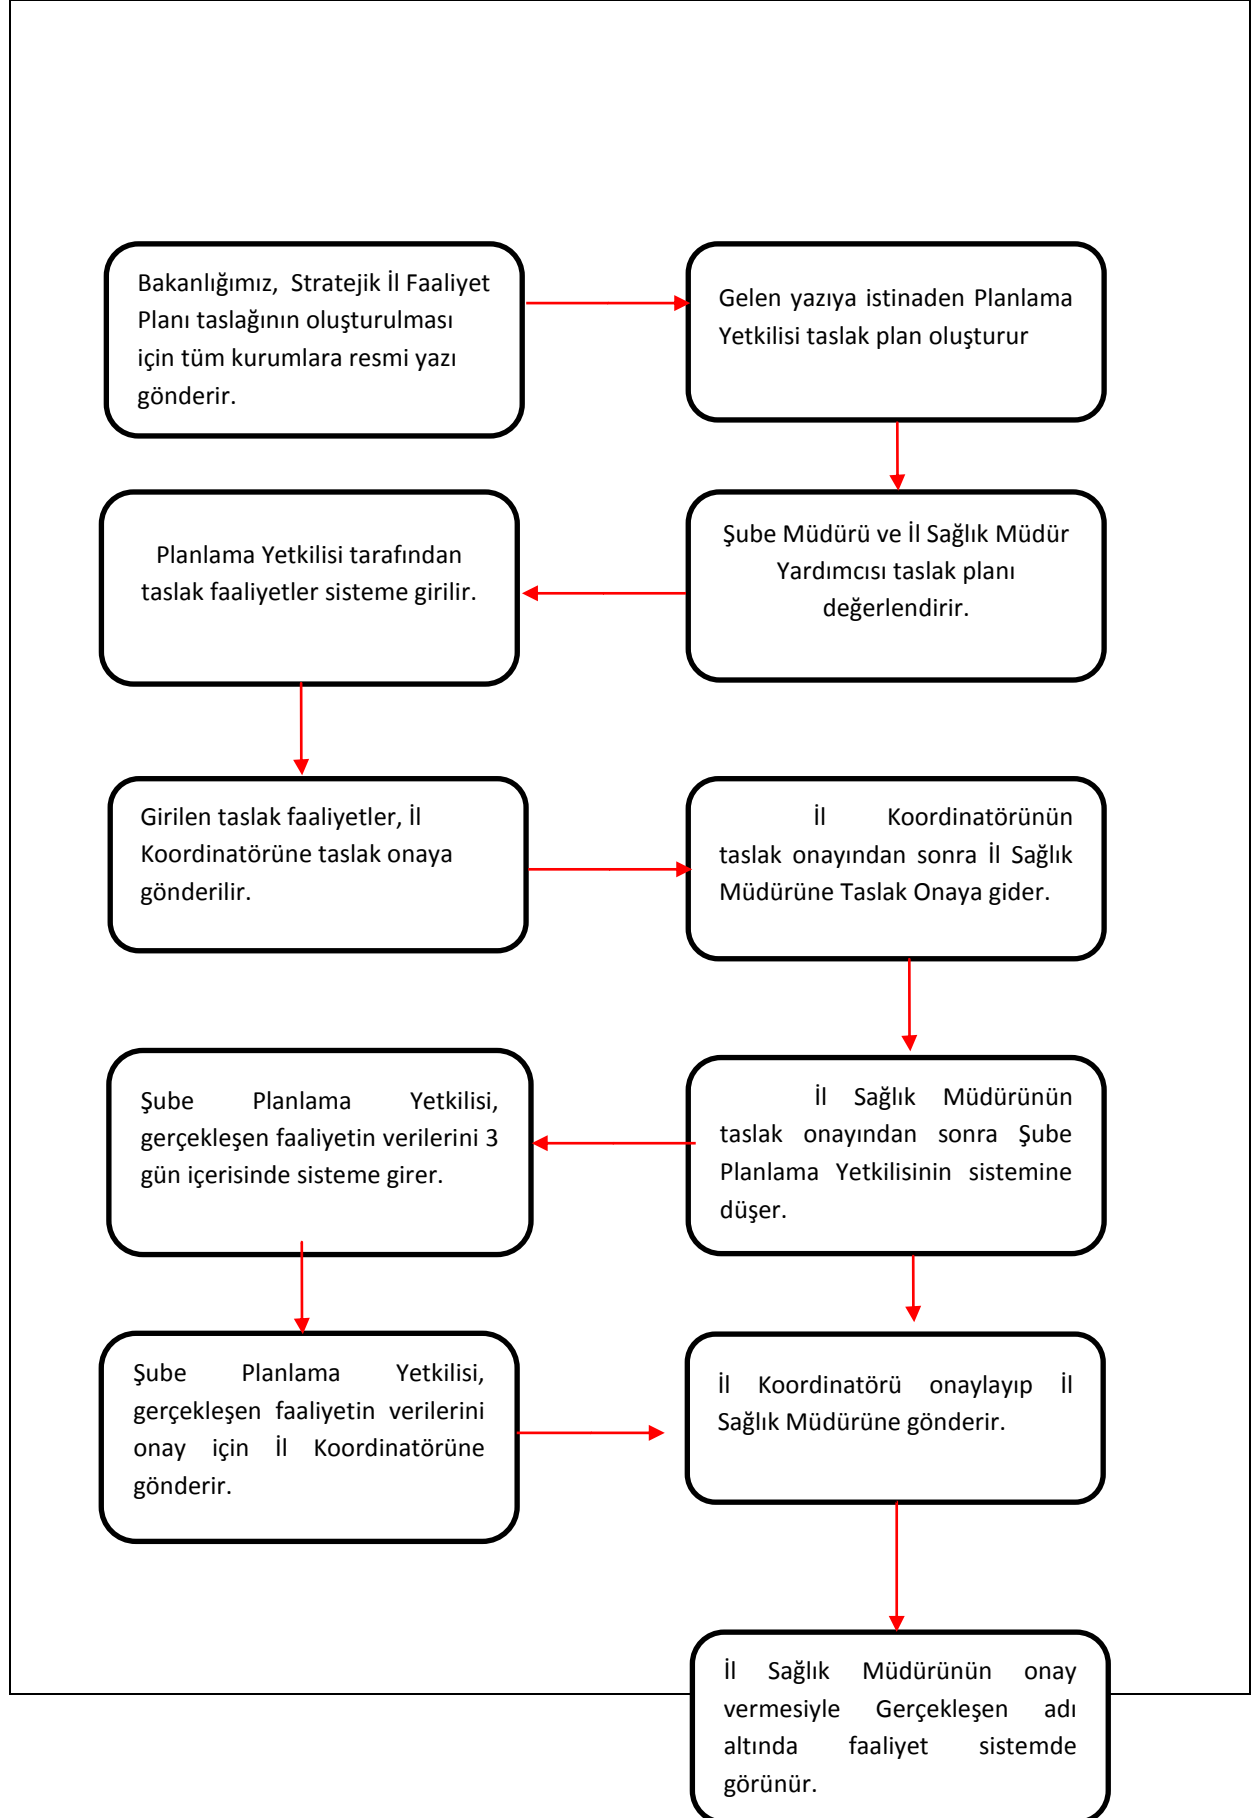 Bakanlığımız, Stratejik İl Faaliyet
Planı taslağının oluşturulması
için tüm kurumlara resmi yazı
gönderir.
Gelen yazıya istinaden Planlama
Yetkilisi taslak plan oluşturur
Şube Müdürü ve İl Sağlık Müdür
Yardımcısı taslak planı
değerlendirir.
Planlama Yetkilisi tarafından
taslak faaliyetler sisteme girilir.
Girilen taslak faaliyetler, İl
Koordinatörüne taslak onaya
gönderilir.
İl Koordinatörünün
taslak onayından sonra İl Sağlık
Müdürüne Taslak Onaya gider.
İl Sağlık Müdürünün
taslak onayından sonra Şube
Planlama Yetkilisinin sistemine
düşer.
Şube Planlama Yetkilisi,
gerçekleşen faaliyetin verilerini 3
gün içerisinde sisteme girer.
Şube Planlama Yetkilisi,
gerçekleşen faaliyetin verilerini
onay için İl Koordinatörüne
gönderir.
İl Koordinatörü onaylayıp İl
Sağlık Müdürüne gönderir.
İl Sağlık Müdürünün onay
vermesiyle Gerçekleşen adı
altında faaliyet sistemde
görünür.